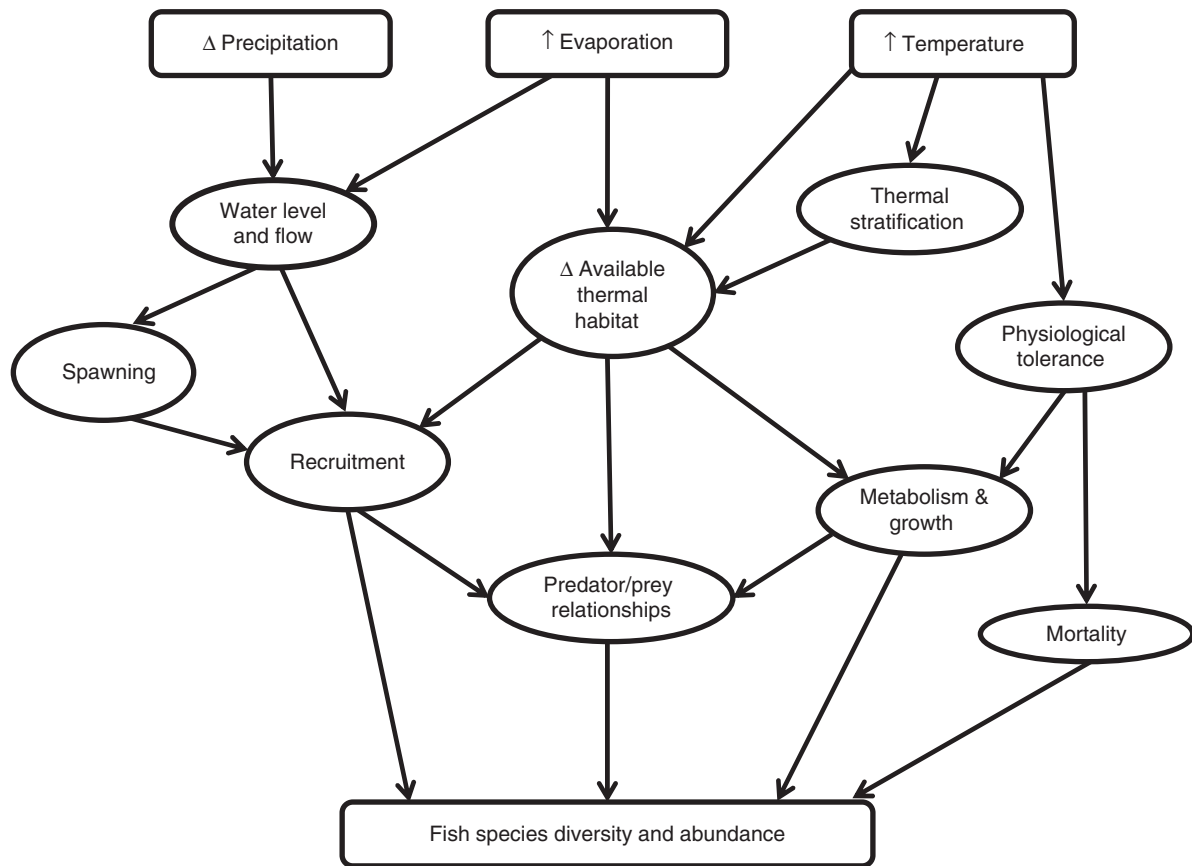 Δ Precipitation
↑ Evaporation
↑ Temperature
Water level
and flow
Thermal
stratification
Δ Available
thermal
habitat
Spawning
Physiological
tolerance
Recruitment
Metabolism &
growth
Predator/prey
relationships
Mortality
Fish species diversity and abundance